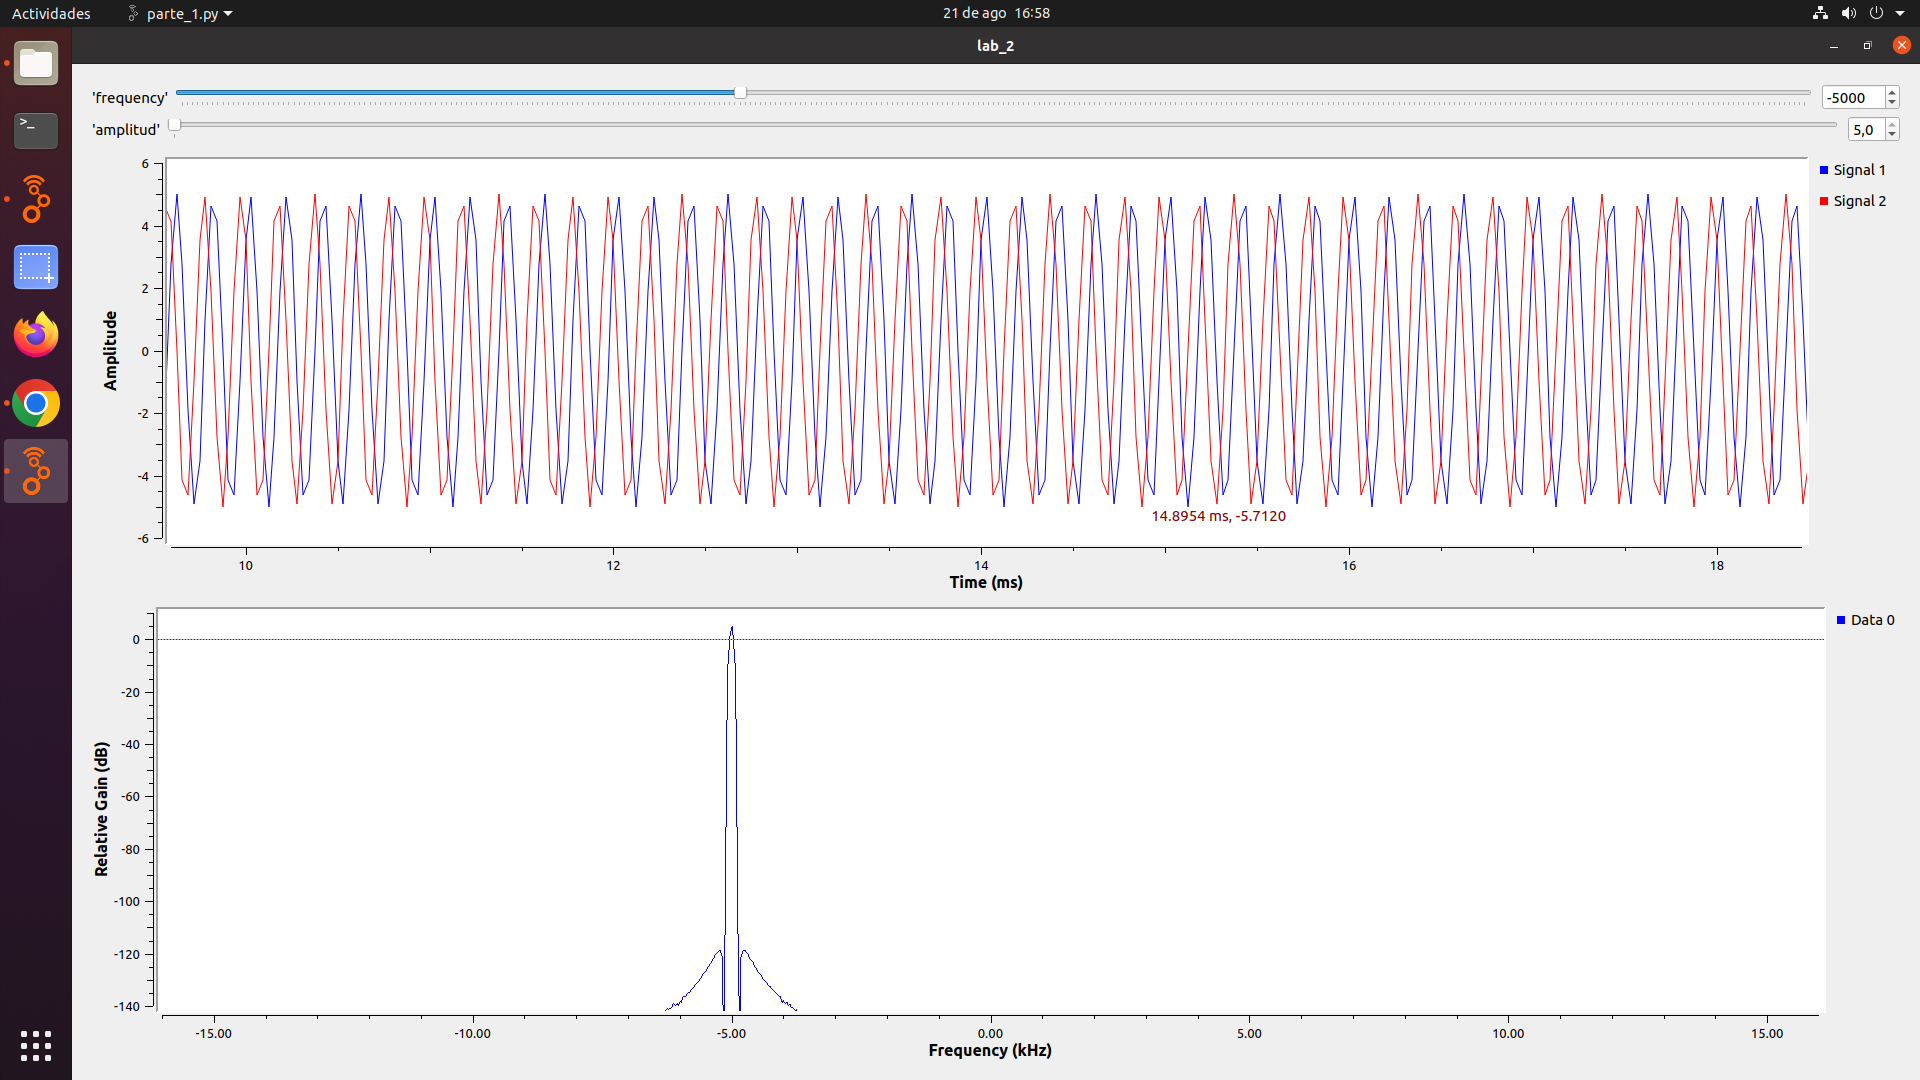 Actividades
parte_1.py
21 de ago 16:58
lab_2
'frequency'
-5000
'amplitud'
5,0
6
4
2
0
-2
-4
-6
Amplitude
14.8954 ms, -5.7120
10 12 14 16 18
Time (ms)
Signal 1
Signal 2
0
-20
-40
-60
-80
-100
-120
-140
Relative Gain (dB)
-15.00 -10.00 -5.00 0.00 5.00 10.00 15.00
Frequency (kHz)
Data 0